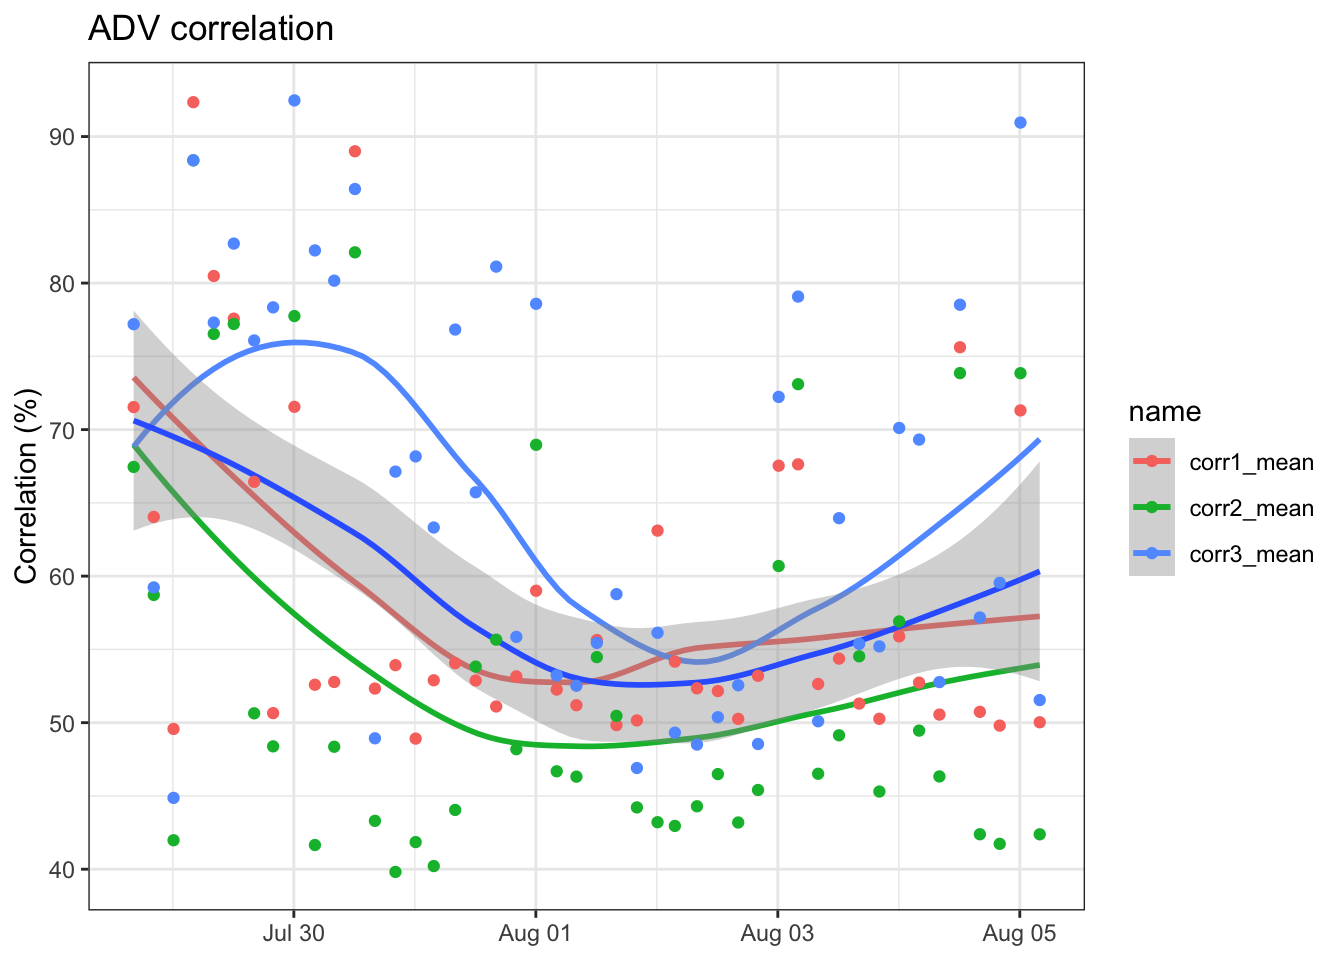 ADV correlation
Correlation (%)
90
80
70
60
50
40
Jul 30
Aug 01
Aug 03
Aug 05
name
corr1_mean
corr2_mean
corr3_mean